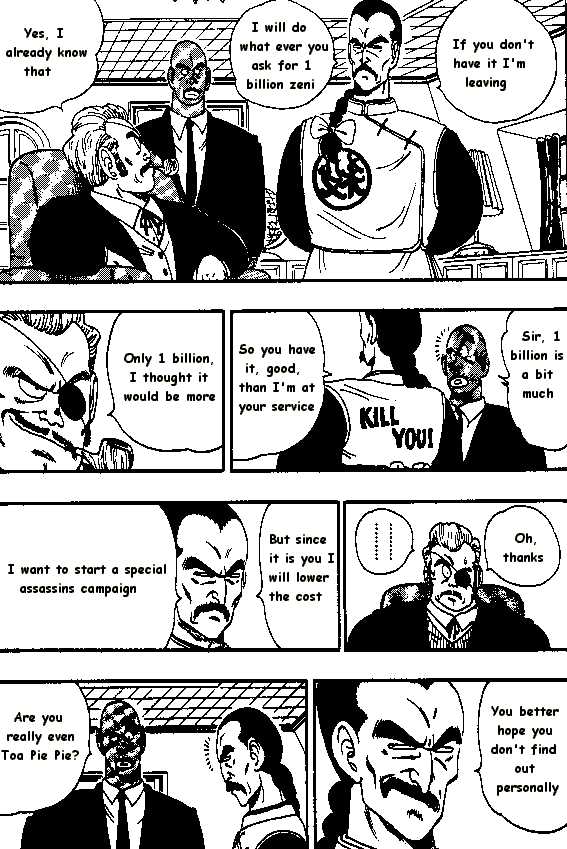 Yes, I
already know
that
I will do
what ever you
ask for 1
billion zeni
If you don't
have it I'm
leaving
Only 1 billion,
I thought it
would be more
So you have
it, good,
than I'm at
your service
KILL
YOU!
Sir, 1
billion is
a bit
much
I want to start a special
assassins campaign
But since
it is you I
will lower
the cost
Oh,
thanks
Are you
really even
Toa Pie Pie?
You better
hope you
don't find
out
personally